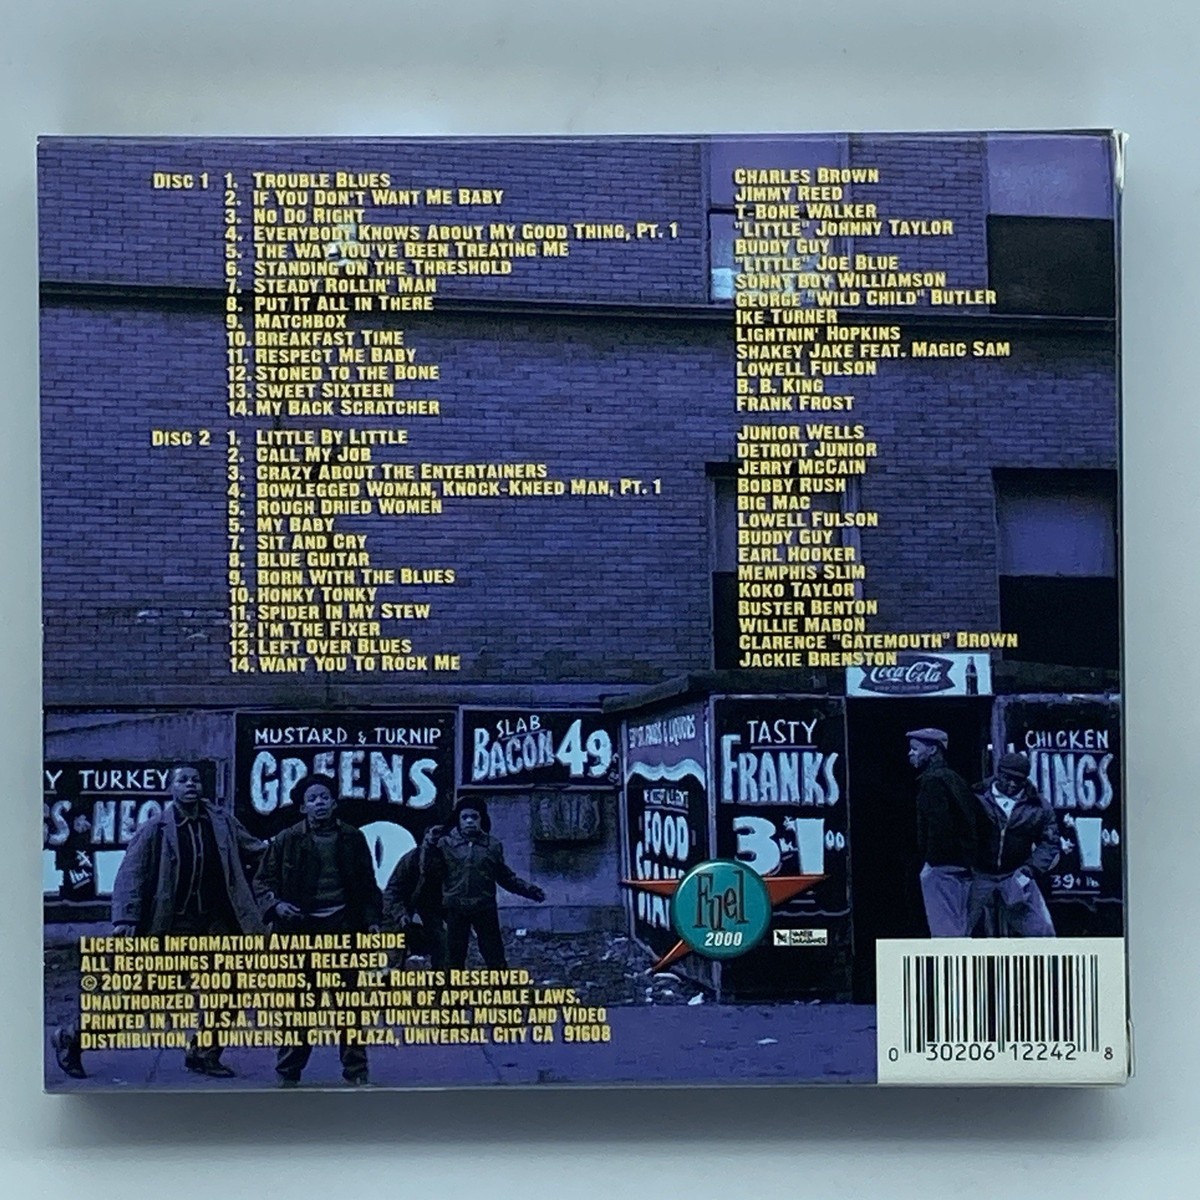 DISC 1 1. TROUBLE BLUES CHARLES BROWN
2. IF YOU DON'T WANT ME BABY JIMMY REED
3. NO DO RIGHT T-BONE WALKER
4. EVERYBODY KNOWS ABOUT MY GOOD THING, PT. 1 "LITTLE" JOHNNY TAYLOR
5. THE WAY YOU'VE BEEN TREATING ME BUDDY GUY
6. STANDING ON THE THRESHOLD "LITTLE" JOE BLUE
7. STEADY ROLLIN' MAN SONNY BOY WILLIAMSON
8. PUT IT ALL IN THERE GEORGE "WILD CHILD" BUTLER
9. MATCHBOX IKE TURNER
10. BREAKFAST TIME LIGHTNIN' HOPKINS
11. RESPECT ME BABY SHAKEY JAKE FEAT. MAGIC SAM
12. STONED TO THE BONE LOWELL FULSON
13. SWEET SIXTEEN B. B. KING
14. MY BACK SCRATCHER FRANK FROST
DISC 2 1. LITTLE BY LITTLE JUNIOR WELLS
2. CALL MY JOB DETROIT JUNIOR
3. CRAZY ABOUT THE ENTERTAINERS JERRY MCCAIN
4. BOWLEGGED WOMAN, KNOCK-KNEED MAN, PT. 1 BOBBY RUSH
5. ROUGH DRIED WOMEN BIG MAC
5. MY BABY LOWELL FULSON
7. SIT AND CRY BUDDY GUY
8. BLUE GUITAR EARL HOOKER
9. BORN WITH THE BLUES MEMPHIS SLIM
10. HONKY TONKY KOKO TAYLOR
11. SPIDER IN MY STEW BUSTER BENTON
12. I'M THE FIXER WILLIE MABON
13. LEFT OVER BLUES CLARENCE "GATEMOUTH" BROWN
14. WANT YOU TO ROCK ME JACKIE BRENSTON
Coca-Cola
Y TURKEY
MUSTARD & TURNIP
GREENS
SLAB
BACON 49
& LIQUORS
FOOD
TASTY
FRANKS
3 lbs. $1.00
CHICKEN
INGS
$1.00
39¢ lb
Fuel
2000
VARÈSE
SARABANDE
LICENSING INFORMATION AVAILABLE INSIDE
ALL RECORDINGS PREVIOUSLY RELEASED
© 2002 FUEL 2000 RECORDS, INC. ALL RIGHTS RESERVED.
UNAUTHORIZED DUPLICATION IS A VIOLATION OF APPLICABLE LAWS.
PRINTED IN THE U.S.A. DISTRIBUTED BY UNIVERSAL MUSIC AND VIDEO
DISTRIBUTION, 10 UNIVERSAL CITY PLAZA, UNIVERSAL CITY CA 91608
0 30206 12242 8